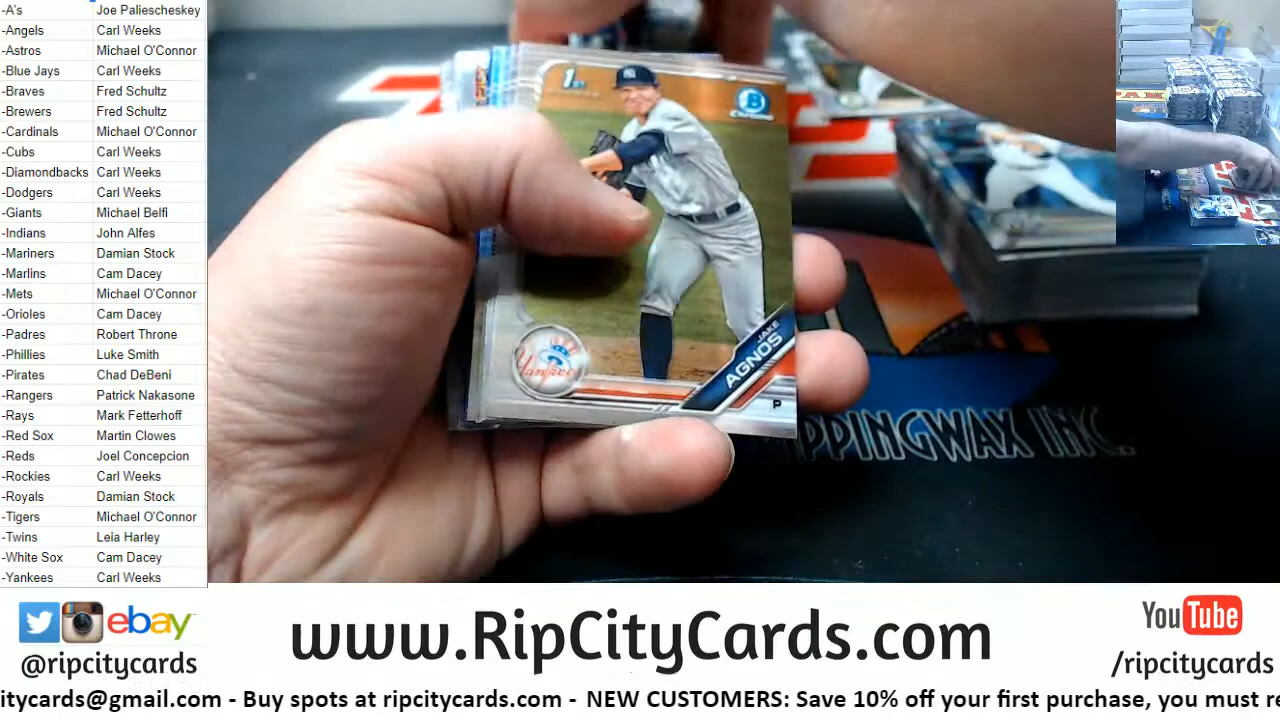 -A's Joe Paliescheskey
-Angels Carl Weeks
-Astros Michael O'Connor
-Blue Jays Carl Weeks
-Braves Fred Schultz
-Brewers Fred Schultz
-Cardinals Michael O'Connor
-Cubs Carl Weeks
-Diamondbacks Carl Weeks
-Dodgers Carl Weeks
-Giants Michael Belfi
-Indians John Alfes
-Mariners Damian Stock
-Marlins Cam Dacey
-Mets Michael O'Connor
-Orioles Cam Dacey
-Padres Robert Throne
-Phillies Luke Smith
-Pirates Chad DeBeni
-Rangers Patrick Nakasone
-Rays Mark Fetterhoff
-Red Sox Martin Clowes
-Reds Joel Concepcion
-Rockies Carl Weeks
-Royals Damian Stock
-Tigers Michael O'Connor
-Twins Leia Harley
-White Sox Cam Dacey
-Yankees Carl Weeks
1st
B
Chrome
Yankees
JAKE
AGNOS
P
PPINGWAX INC.
ebay
@ripcitycards
www.RipCityCards.com
YouTube
/ripcitycards
citycards@gmail.com - Buy spots at ripcitycards.com - NEW CUSTOMERS: Save 10% off your first purchase, you must re